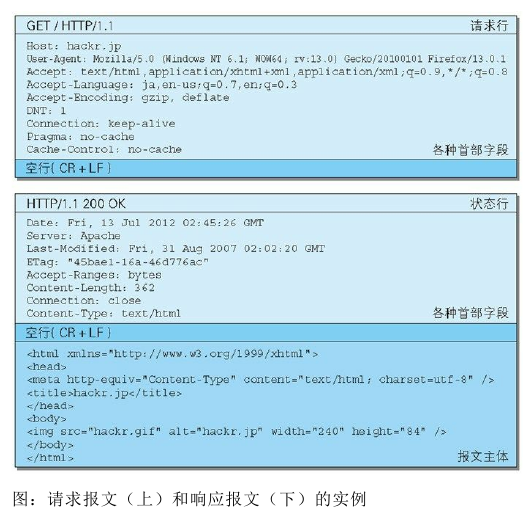 GET / HTTP/1.1 请求行
Host: hackr.jp
User-Agent: Mozilla/5.0 (Windows NT 6.1; WOW64; rv:13.0) Gecko/20100101 Firefox/13.0.1
Accept: text/html,application/xhtml+xml,application/xml;q=0.9,*/*;q=0.8
Accept-Language: ja,en-us;q=0.7,en;q=0.3
Accept-Encoding: gzip, deflate
DNT: 1
Connection: keep-alive
Pragma: no-cache
Cache-Control: no-cache 各种首部字段
空行( CR + LF )
HTTP/1.1 200 OK 状态行
Date: Fri, 13 Jul 2012 02:45:26 GMT
Server: Apache
Last-Modified: Fri, 31 Aug 2007 02:02:20 GMT
ETag: "45bae1-16a-46d776ac"
Accept-Ranges: bytes
Content-Length: 362
Connection: close
Content-Type: text/html 各种首部字段
空行( CR + LF )
<html xmlns="http://www.w3.org/1999/xhtml">
<head>
<meta http-equiv="Content-Type" content="text/html; charset=utf-8" />
<title>hackr.jp</title>
</head>
<body>
<img src="hackr.gif" alt="hackr.jp" width="240" height="84" />
</body>
</html> 报文主体
图：请求报文（上）和响应报文（下）的实例